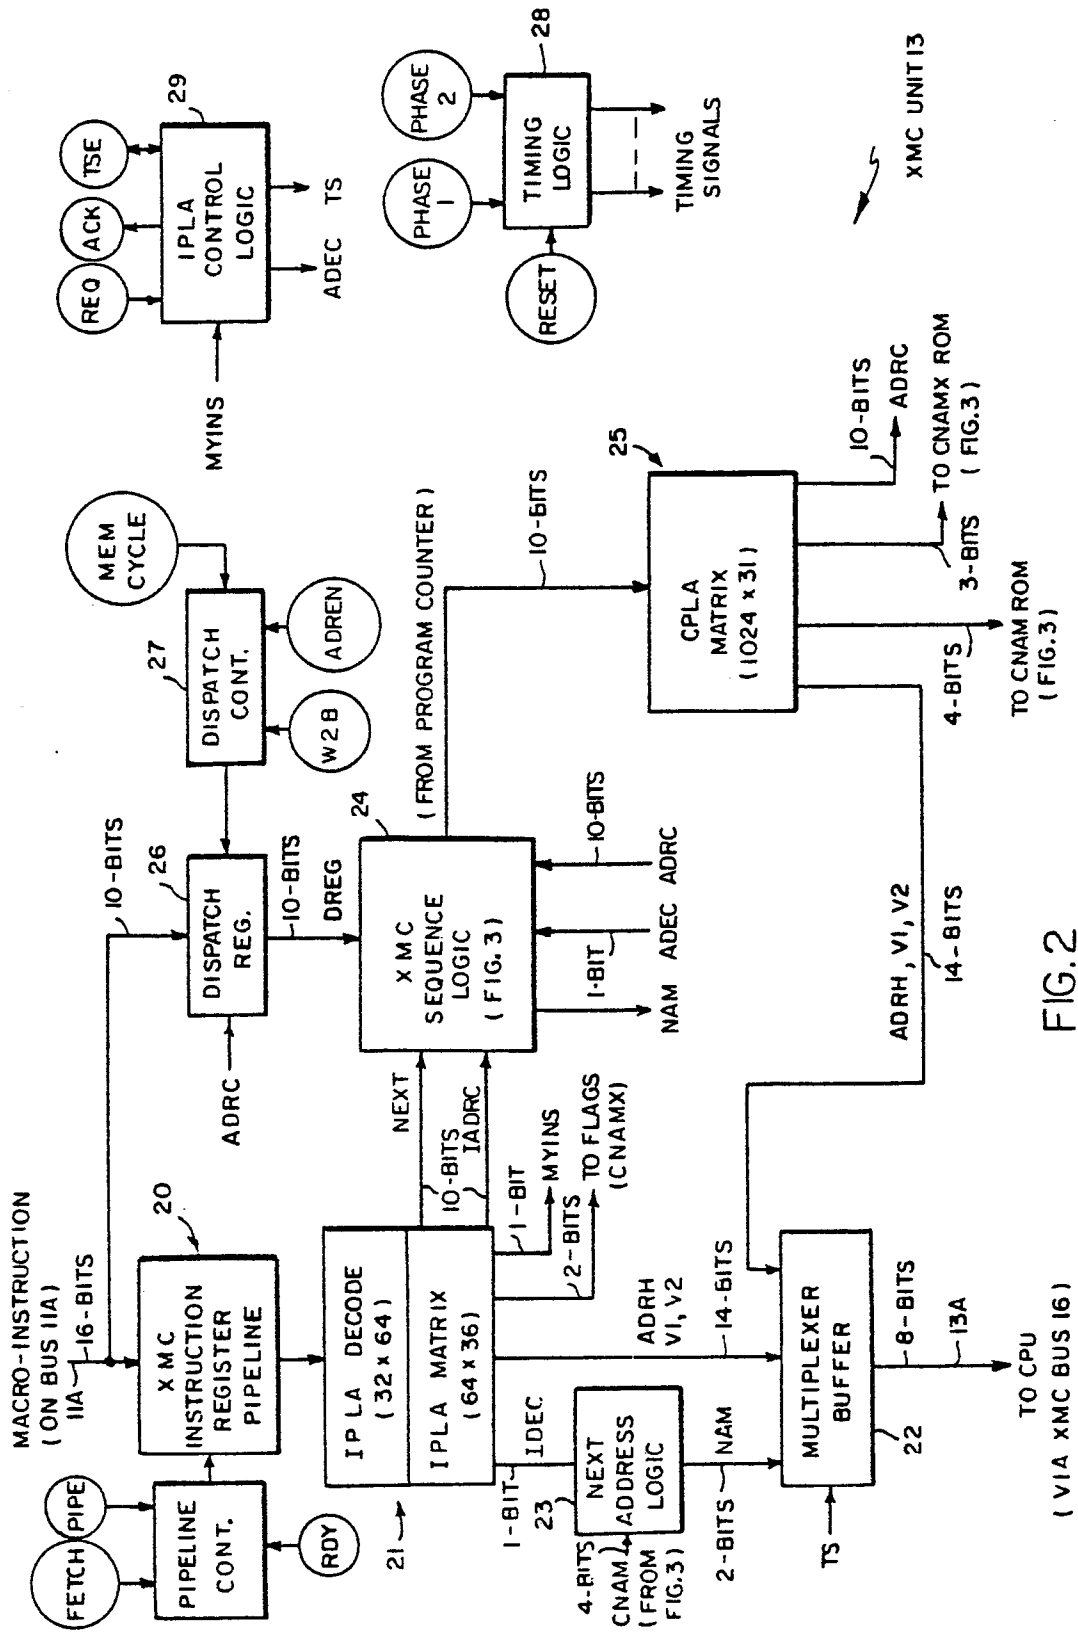 MACRO-INSTRUCTION
(ON BUS 11A)
11A
16-BITS
FETCH
PIPE
PIPELINE
CONT.
RDY
20
XMC
INSTRUCTION
REGISTER
PIPELINE
10-BITS
26
DISPATCH
REG.
ADRC
10-BITS
DREG
27
DISPATCH
CONT.
MEM
CYCLE
W2B
ADREN
21
IPLA DECODE
(32 x 64)
IPLA MATRIX
(64 x 36)
NEXT
10-BITS
IADRC
1-BIT
MYINS
2-BITS
TO FLAGS
(CNAMX)
24
XMC
SEQUENCE
LOGIC
(FIG. 3)
NAM
1-BIT
ADEC
10-BITS
ADRC
(FROM PROGRAM COUNTER)
10-BITS
25
CPLA
MATRIX
(1024 x 31)
4-BITS
TO CNAM ROM
(FIG.3)
3-BITS
TO CNAMX ROM
(FIG.3)
10-BITS
ADRC
1-BIT
IDEC
23
NEXT
ADDRESS
LOGIC
4-BITS
CNAM
(FROM
FIG.3)
2-BITS
NAM
ADRH
V1, V2
14-BITS
ADRH, V1, V2
14-BITS
TS
MULTIPLEXER
BUFFER
22
8-BITS
13A
TO CPU
(VIA XMC BUS 16)
REQ
ACK
TSE
29
IPLA
CONTROL
LOGIC
MYINS
ADEC
TS
PHASE
1
PHASE
2
28
TIMING
LOGIC
RESET
TIMING
SIGNALS
XMC UNIT 13
FIG. 2